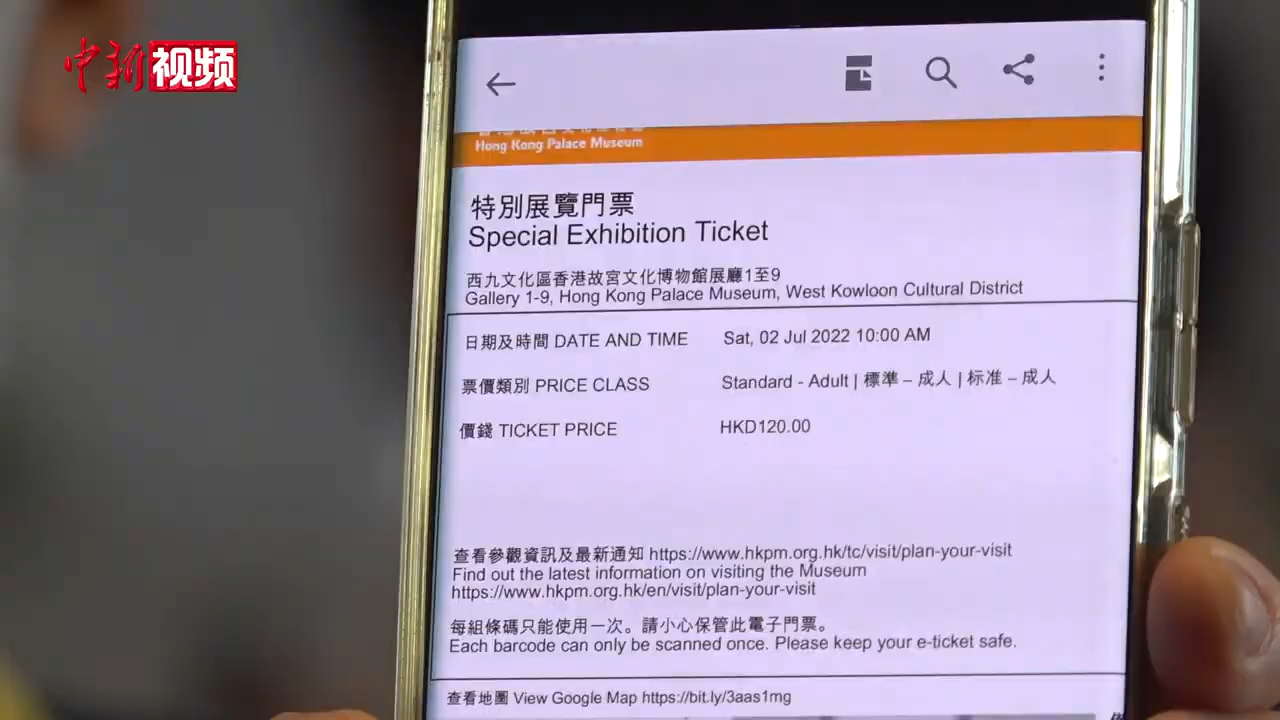 中新视频
Hong Kong Palace Museum
特別展覽門票
Special Exhibition Ticket
西九文化區香港故宮文化博物館展廳1至9
Gallery 1-9, Hong Kong Palace Museum, West Kowloon Cultural District
日期及時間 DATE AND TIME Sat, 02 Jul 2022 10:00 AM
票價類別 PRICE CLASS Standard - Adult | 標準 – 成人 | 标准 – 成人
價錢 TICKET PRICE HKD120.00
查看參觀資訊及最新通知 https://www.hkpm.org.hk/tc/visit/plan-your-visit
Find out the latest information on visiting the Museum
https://www.hkpm.org.hk/en/visit/plan-your-visit
每組條碼只能使用一次。請小心保管此電子門票。
Each barcode can only be scanned once. Please keep your e-ticket safe.
查看地圖 View Google Map https://bit.ly/3aas1mg